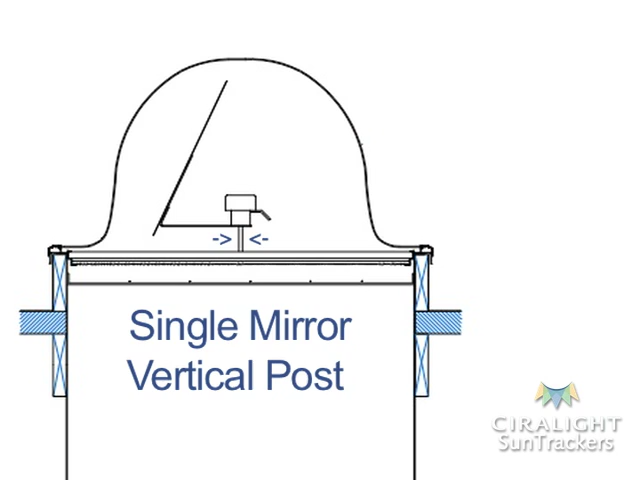 -> <-
Single Mirror
Vertical Post
CIRALIGHT
SunTrackers